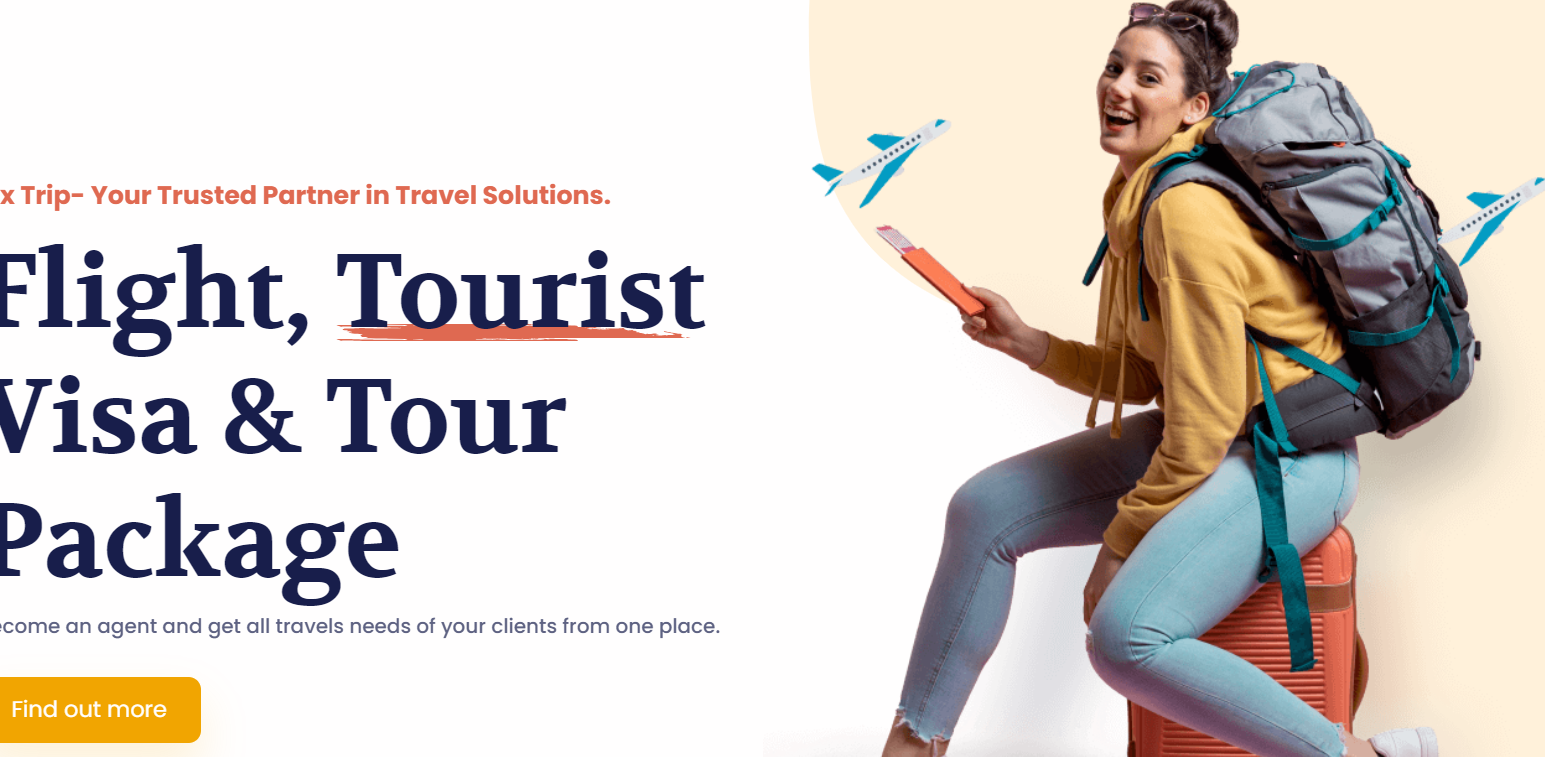 x Trip- Your Trusted Partner in Travel Solutions.
Flight, Tourist
Visa & Tour
Package
ecome an agent and get all travels needs of your clients from one place.
Find out more